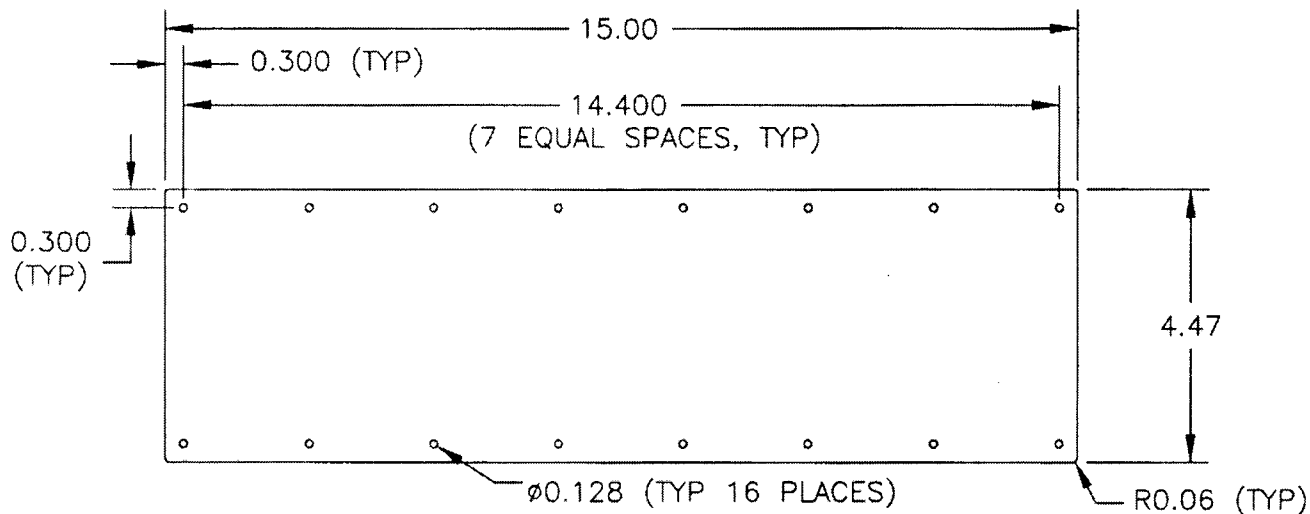 15.00
0.300 (TYP)
14.400
(7 EQUAL SPACES, TYP)
0.300
(TYP)
4.47
ø0.128 (TYP 16 PLACES)
R0.06 (TYP)